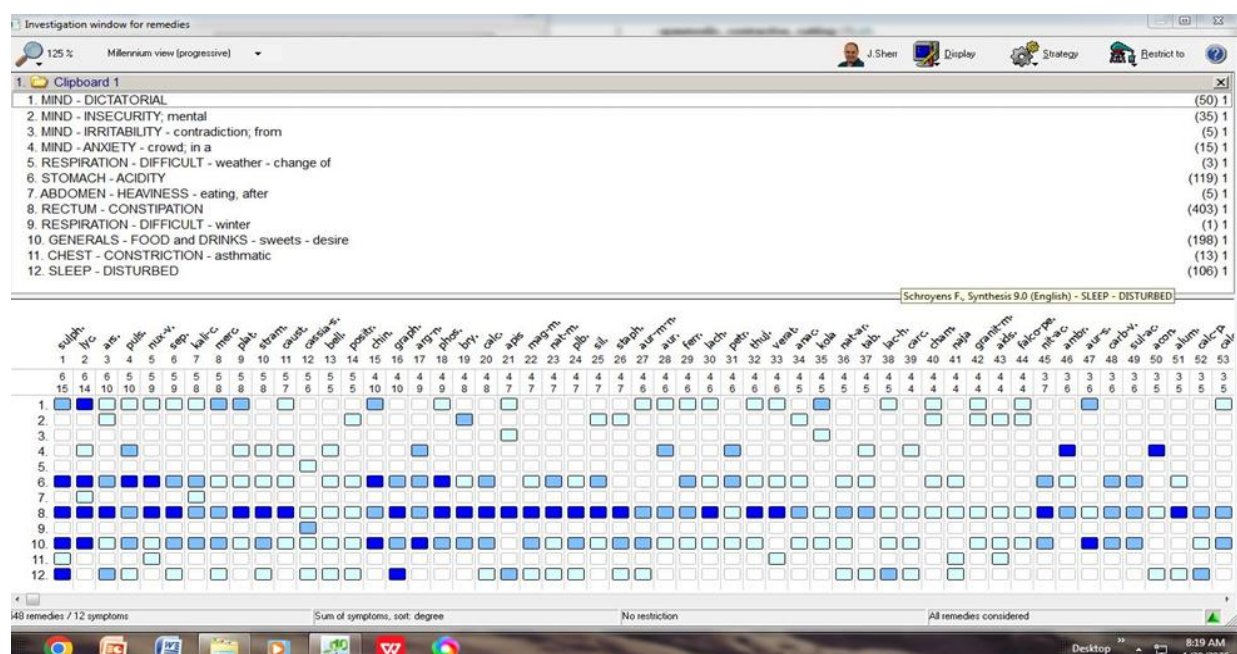 Investigation window for remedies
125 % Millennium view (progressive) J.Sherr Display Strategy Restrict to
1. Clipboard 1
1. MIND - DICTATORIAL (50) 1
2. MIND - INSECURITY; mental (35) 1
3. MIND - IRRITABILITY - contradiction; from (5) 1
4. MIND - ANXIETY - crowd; in a (15) 1
5. RESPIRATION - DIFFICULT - weather - change of (3) 1
6. STOMACH - ACIDITY (119) 1
7. ABDOMEN - HEAVINESS - eating, after (5) 1
8. RECTUM - CONSTIPATION (403) 1
9. RESPIRATION - DIFFICULT - winter (1) 1
10. GENERALS - FOOD and DRINKS - sweets - desire (198) 1
11. CHEST - CONSTRICTION - asthmatic (13) 1
12. SLEEP - DISTURBED (106) 1
Schroyens F., Synthesis 9.0 (English) - SLEEP - DISTURBED
sulph. lyc. ars. puls. nux-v. sep. kali-c. merc. plat. stram. caust. cassia-s. bell. positr. chin. graph. arg-n. phos. bry. calc. apis mag-m. nat-m. plb. sil. staph. aur-m-n. aur. ferr. lach. petr. thuj. verat. anac. kola nat-ar. tab. lac-h. carc. cham. naja granit-m. aids. falco-pe. nit-ac. ambr. aur-s. carb-v. sul-ac. acon. alum. calc-p.
1 2 3 4 5 6 7 8 9 10 11 12 13 14 15 16 17 18 19 20 21 22 23 24 25 26 27 28 29 30 31 32 33 34 35 36 37 38 39 40 41 42 43 44 45 46 47 48 49 50 51 52 53
6 6 6 5 5 5 5 5 5 5 5 5 5 5 4 4 4 4 4 4 4 4 4 4 4 4 4 4 4 4 4 4 4 4 4 4 4 4 4 4 4 4 4 4 3 3 3 3 3 3 3 3 3
15 14 10 10 9 9 8 8 8 8 7 6 5 5 10 10 9 9 8 8 7 7 7 7 7 7 6 6 6 6 6 6 6 5 5 5 5 5 4 4 4 4 4 4 7 6 6 6 6 5 5 5 5
1.
2.
3.
4.
5.
6.
7.
8.
9.
10.
11.
12.
648 remedies / 12 symptoms Sum of symptoms, sort: degree No restriction All remedies considered
Desktop 8:19 AM